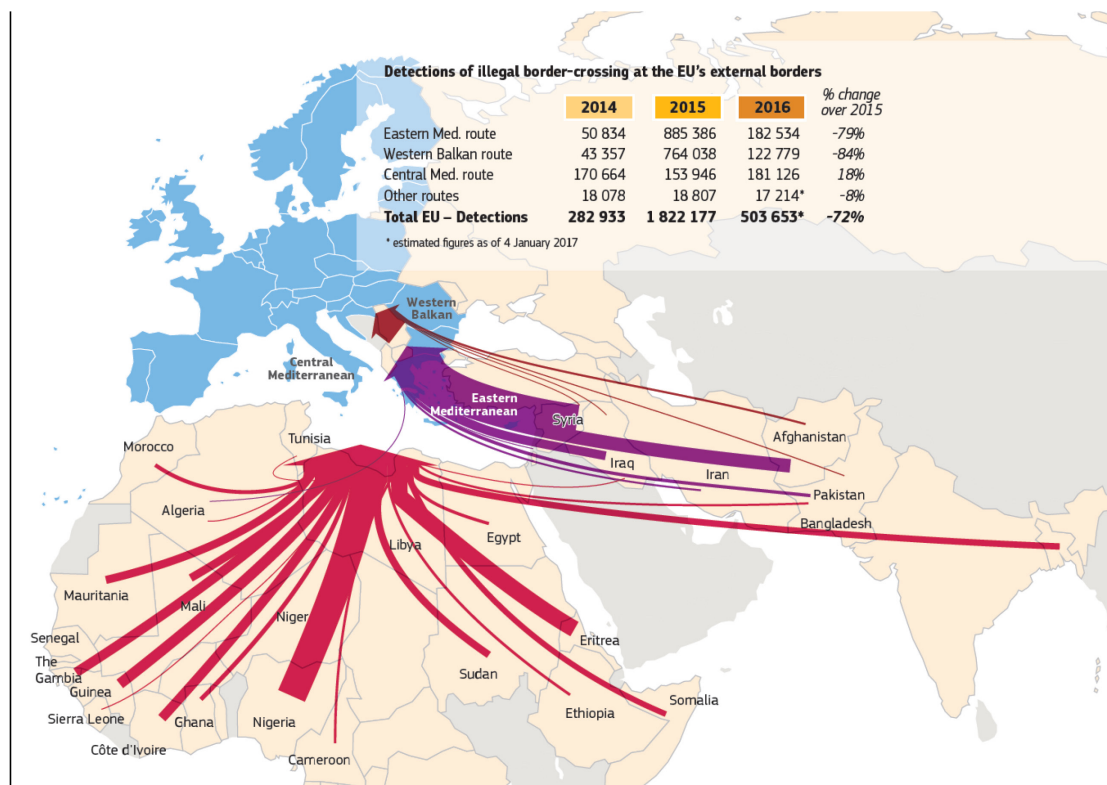 Detections of illegal border-crossing at the EU's external borders
2014 2015 2016 % change
over 2015
Eastern Med. route 50 834 885 386 182 534 -79%
Western Balkan route 43 357 764 038 122 779 -84%
Central Med. route 170 664 153 946 181 126 18%
Other routes 18 078 18 807 17 214* -8%
Total EU – Detections 282 933 1 822 177 503 653* -72%
* estimated figures as of 4 January 2017
Western
Balkan
Central
Mediterranean
Eastern
Mediterranean
Syria
Afghanistan
Morocco
Tunisia
Iraq
Iran
Pakistan
Algeria
Bangladesh
Libya
Egypt
Mauritania
Mali
Niger
Senegal
Eritrea
The
Gambia
Guinea
Sudan
Sierra Leone
Ghana
Nigeria
Ethiopia
Somalia
Côte d'Ivoire
Cameroon